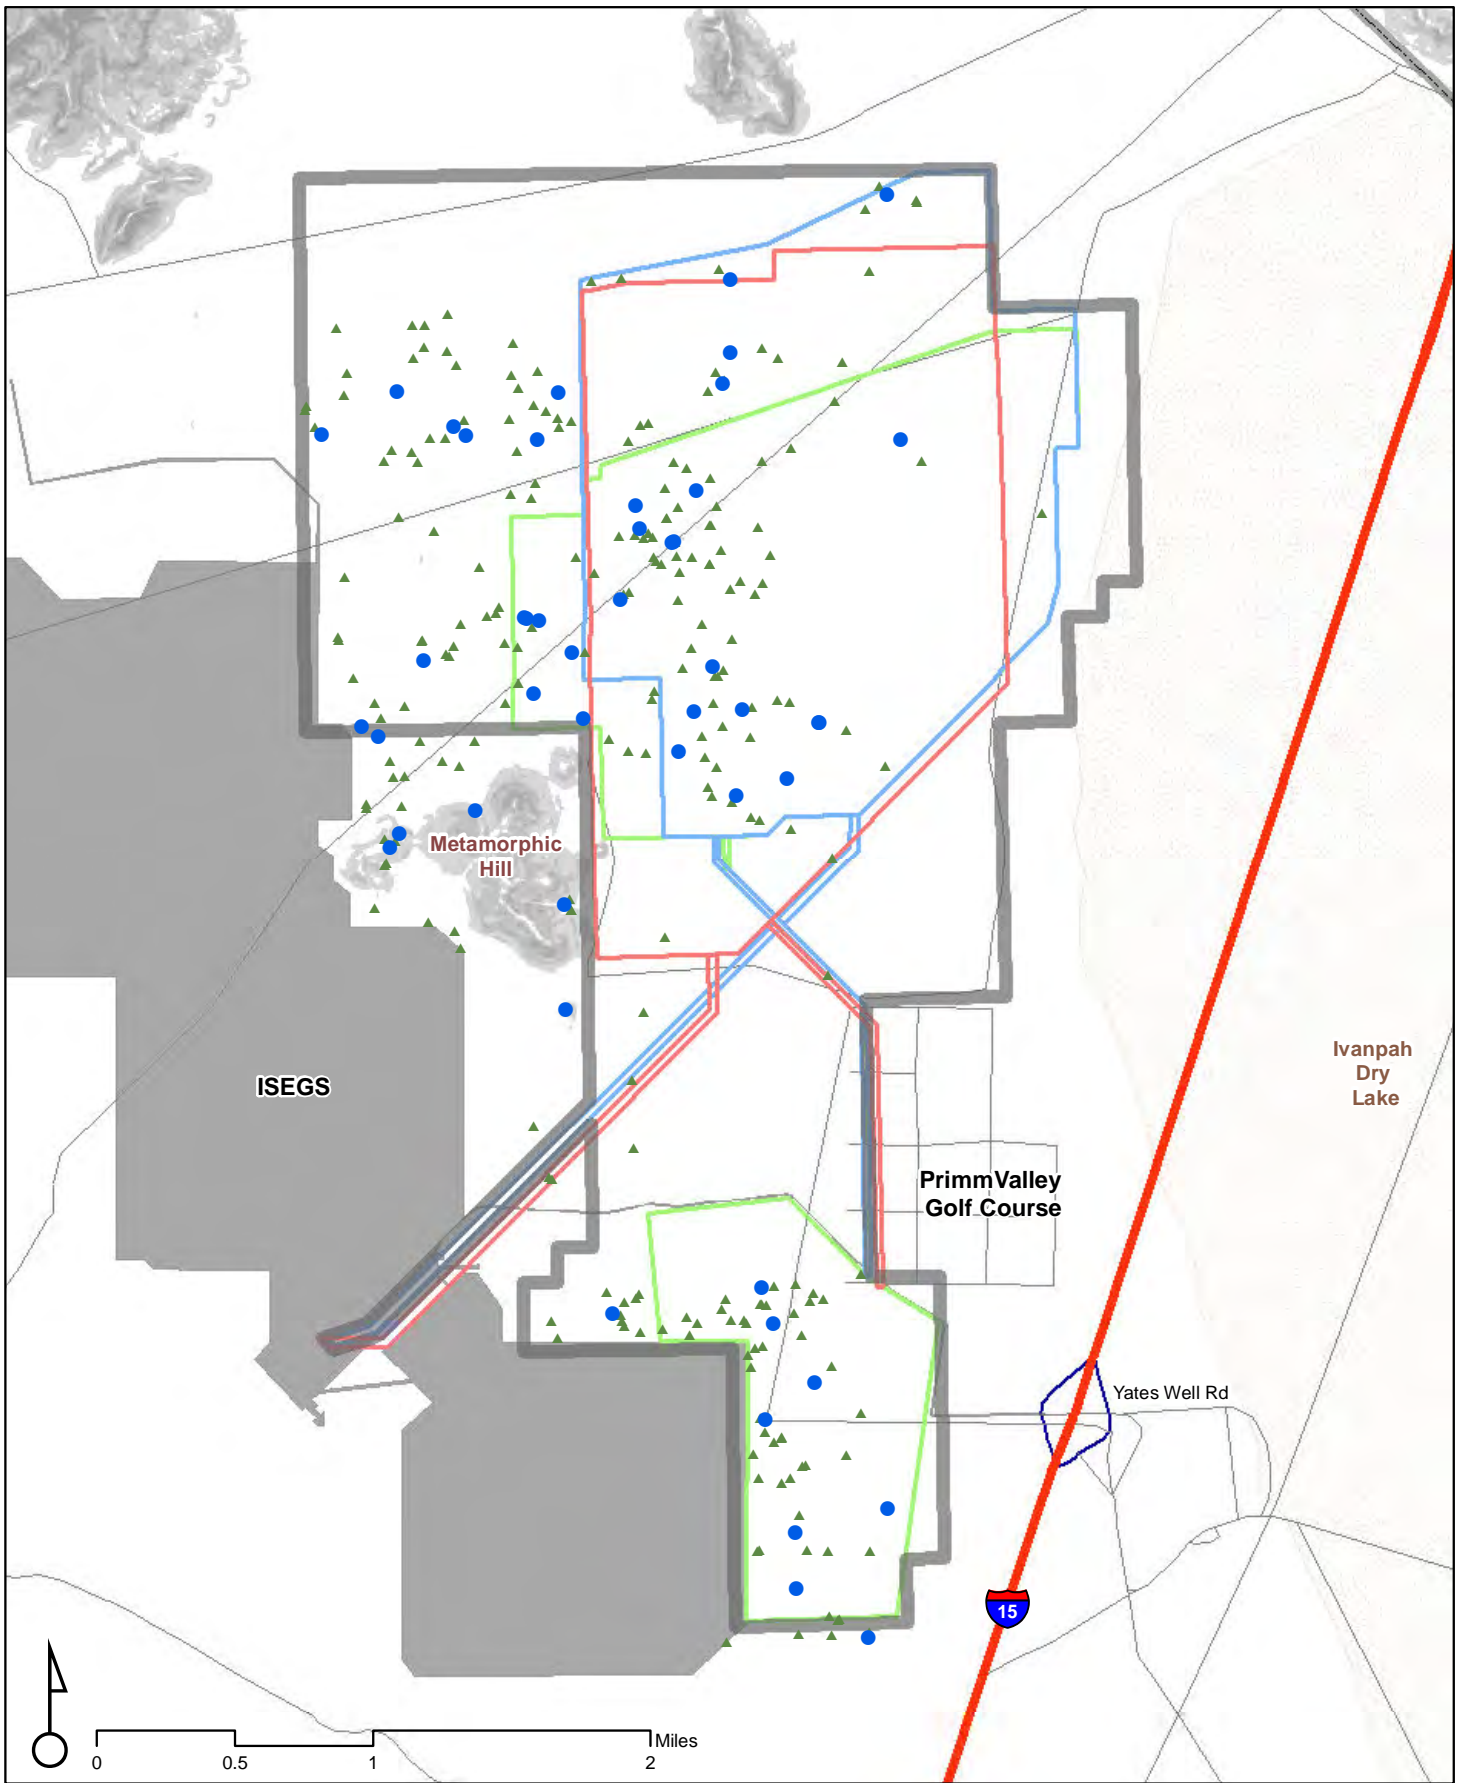 Metamorphic
Hill
ISEGS
Ivanpah
Dry
Lake
PrimmValley
Golf Course
Yates Well Rd
15
Miles
0 0.5 1 2